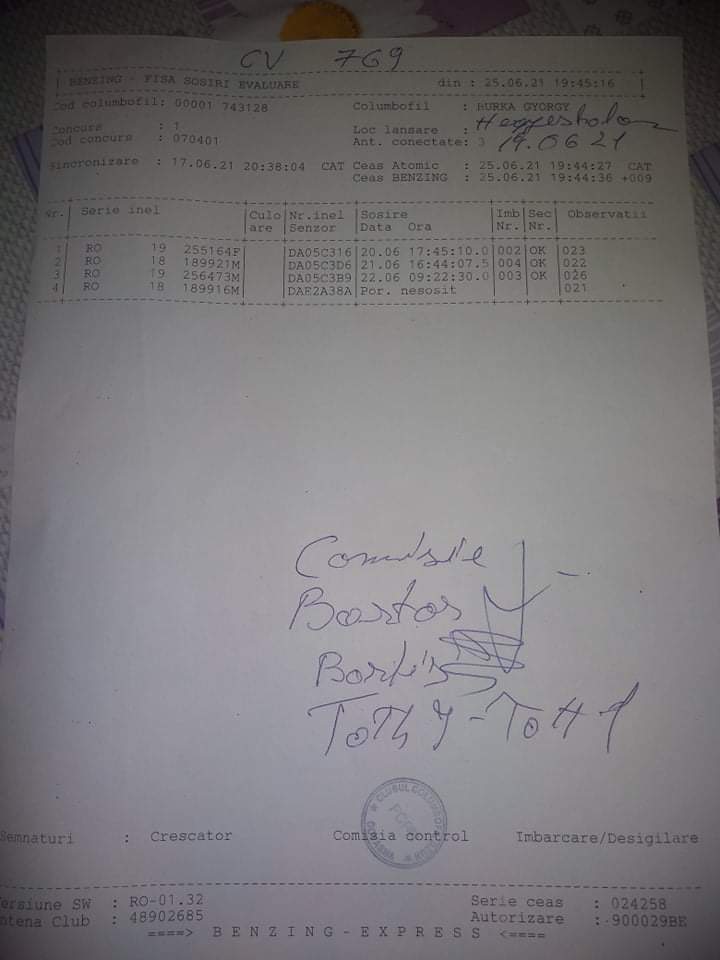 CV 769
BENZING - FISA SOSIRI EVALUARE din : 25.06.21 19:45:16
Cod columbofil: 00001 743128 Columbofil : HURKA GYORGY
Concurs : 1 Loc lansare :
Cod concurs : 070401 Ant. conectate: 3 19.06 21
Sincronizare : 17.06.21 20:38:04 CAT Ceas Atomic : 25.06.21 19:44:27 CAT
Ceas BENZING : 25.06.21 19:44:36 +009
Nr. Serie inel Culo Nr.inel Sosire Imb Sec Observatii
are Senzor Data Ora Nr. Nr.
1 RO 19 255164F DA05C316 20.06 17:45:10.0 002 OK 023
2 RO 18 189921M DA05C3D6 21.06 16:44:07.5 004 OK 022
3 RO 19 256473M DA05C3B9 22.06 09:22:30.0 003 OK 026
4 RO 18 189916M DAE2A38A Por. nesosit 021
Comisie
Bartos
Toth
CLUBUL
Semnaturi : Crescator Comisia control Imbarcare/Desigilare
Versiune SW : RO-01.32 Serie ceas : 024258
Antena Club : 48902685 Autorizare : 900029BE
====> B E N Z I N G - E X P R E S S <====